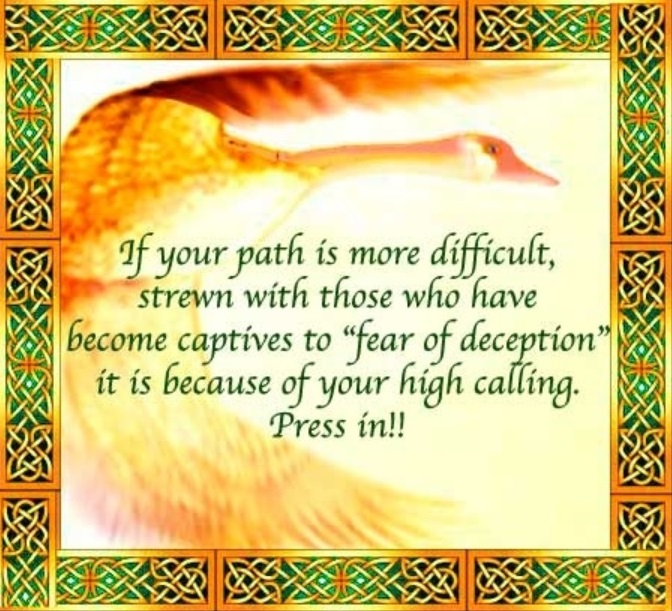 If your path is more difficult,
strewn with those who have
become captives to “fear of deception”
it is because of your high calling.
Press in!!